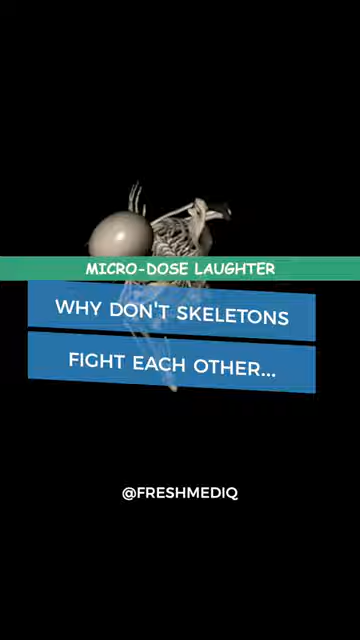 MICRO-DOSE LAUGHTER
WHY DON'T SKELETONS
FIGHT EACH OTHER...
@FRESHMEDIQ